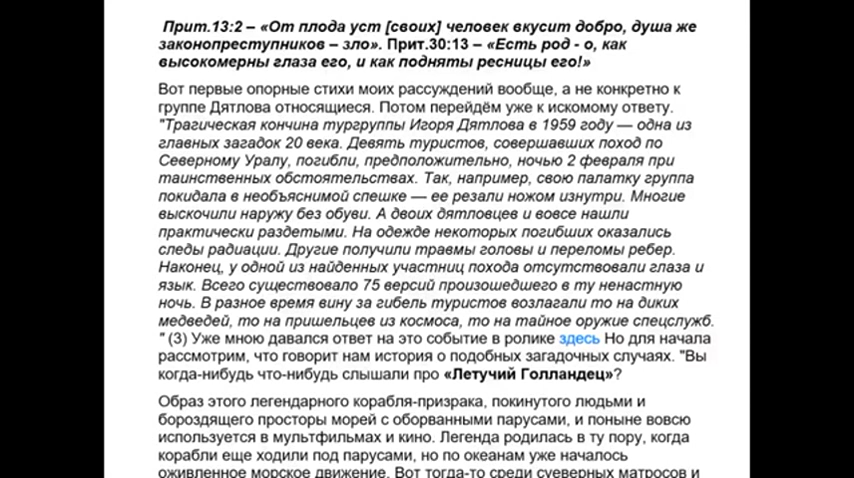 Прит.13:2 – «От плода уст [своих] человек вкусит добро, душа же
законопреступников – зло». Прит.30:13 – «Есть род - о, как
высокомерны глаза его, и как подняты ресницы его!»
Вот первые опорные стихи моих рассуждений вообще, а не конкретно к
группе Дятлова относящиеся. Потом перейдём уже к искомому ответу.
"Трагическая кончина тургруппы Игоря Дятлова в 1959 году — одна из
главных загадок 20 века. Девять туристов, совершавших поход по
Северному Уралу, погибли, предположительно, ночью 2 февраля при
таинственных обстоятельствах. Так, например, свою палатку группа
покидала в необъяснимой спешке — ее резали ножом изнутри. Многие
выскочили наружу без обуви. А двоих дятловцев и вовсе нашли
практически раздетыми. На одежде некоторых погибших оказались
следы радиации. Другие получили травмы головы и переломы ребер.
Наконец, у одной из найденных участниц похода отсутствовали глаза и
язык. Всего существовало 75 версий произошедшего в ту ненастную
ночь. В разное время вину за гибель туристов возлагали то на диких
медведей, то на пришельцев из космоса, то на тайное оружие спецслужб.
" (3) Уже мною давался ответ на это событие в ролике здесь Но для начала
рассмотрим, что говорит нам история о подобных загадочных случаях. "Вы
когда-нибудь что-нибудь слышали про «Летучий Голландец»?
Образ этого легендарного корабля-призрака, покинутого людьми и
бороздящего просторы морей с оборванными парусами, и поныне вовсю
используется в мультфильмах и кино. Легенда родилась в ту пору, когда
корабли еще ходили под парусами, но по океанам уже началось
оживленное морское движение. Вот тогда-то среди суеверных матросов и